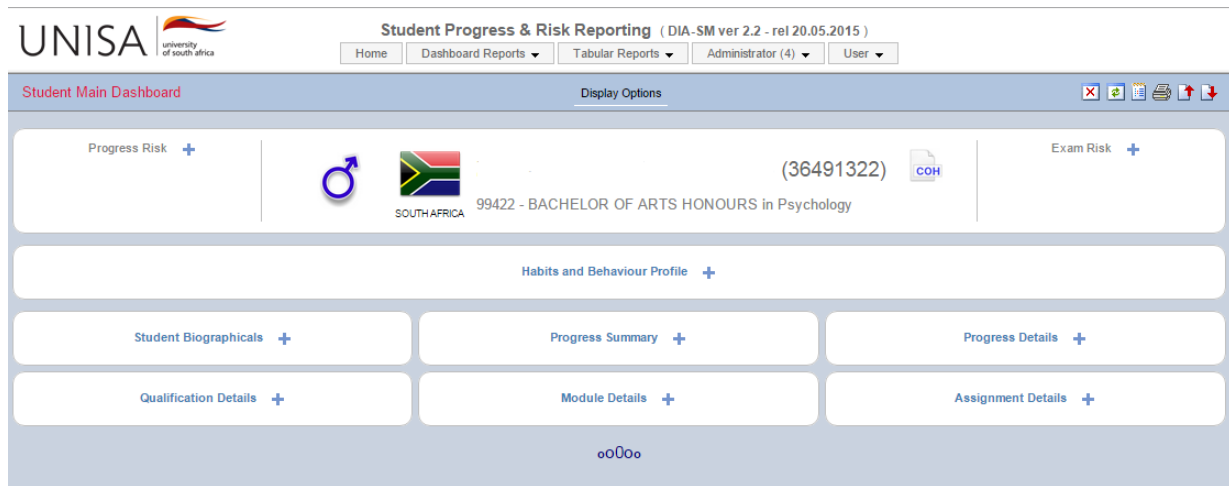 UNISA university of south africa
Student Progress & Risk Reporting ( DIA-SM ver 2.2 - rel 20.05.2015 )
Home Dashboard Reports Tabular Reports Administrator (4) User
Student Main Dashboard Display Options
Progress Risk Exam Risk
(36491322) COH
SOUTH AFRICA 99422 - BACHELOR OF ARTS HONOURS in Psychology
Habits and Behaviour Profile
Student Biographicals Progress Summary Progress Details
Qualification Details Module Details Assignment Details
ooOoo